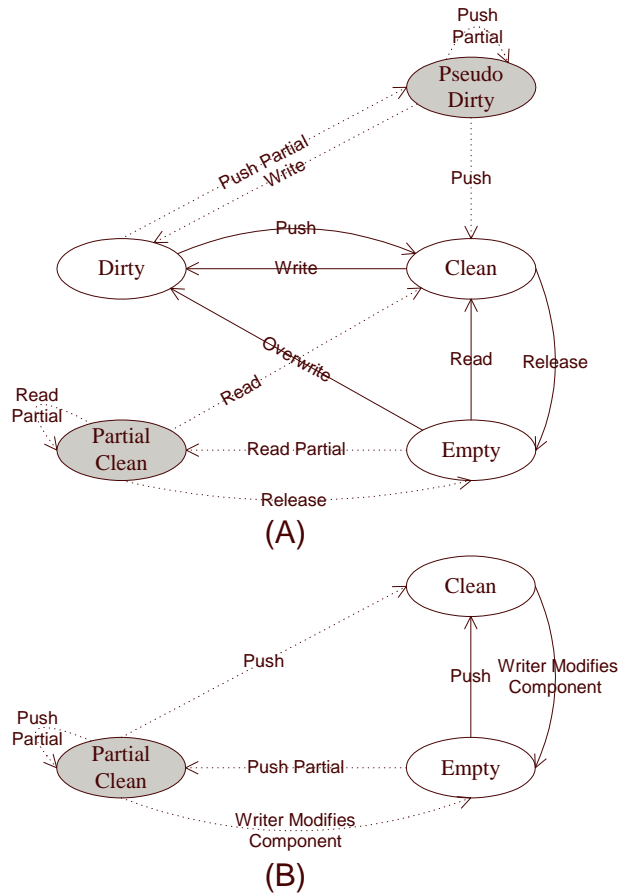 Push
Partial
Pseudo
Dirty
Push Partial
Write
Push
Push
Dirty
Clean
Write
Overwrite
Read
Read
Release
Read
Partial
Partial
Clean
Read Partial
Empty
Release
(A)
Clean
Push
Push
Writer Modifies
Component
Push
Partial
Partial
Clean
Push Partial
Empty
Writer Modifies
Component
(B)